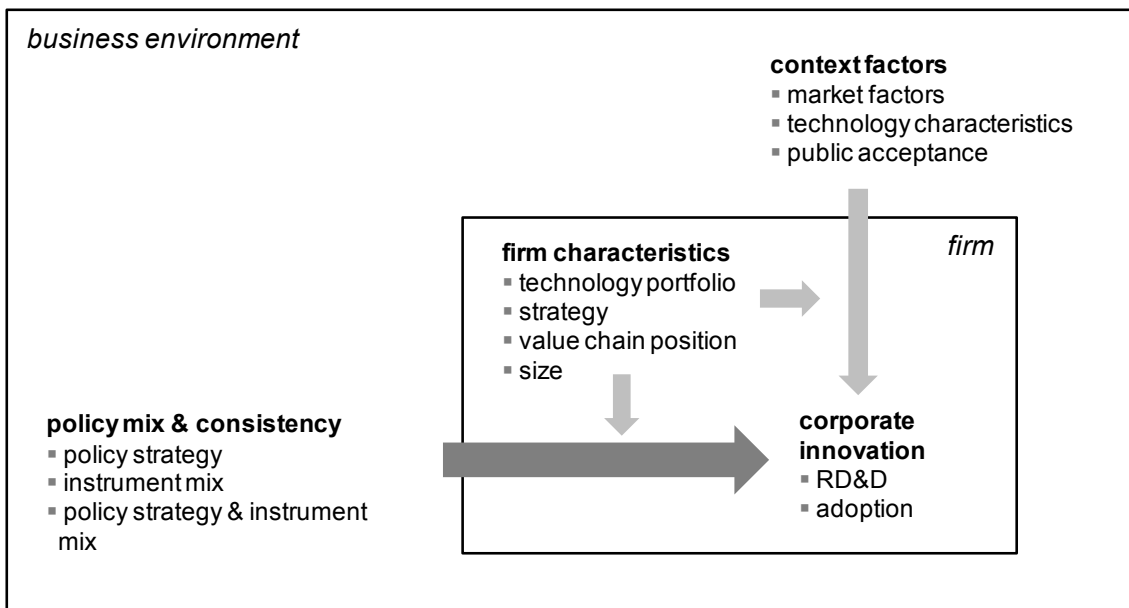 business environment
context factors
▪ market factors
▪ technology characteristics
▪ public acceptance
firm
firm characteristics
▪ technology portfolio
▪ strategy
▪ value chain position
▪ size
policy mix & consistency
▪ policy strategy
▪ instrument mix
▪ policy strategy & instrument
mix
corporate
innovation
▪ RD&D
▪ adoption